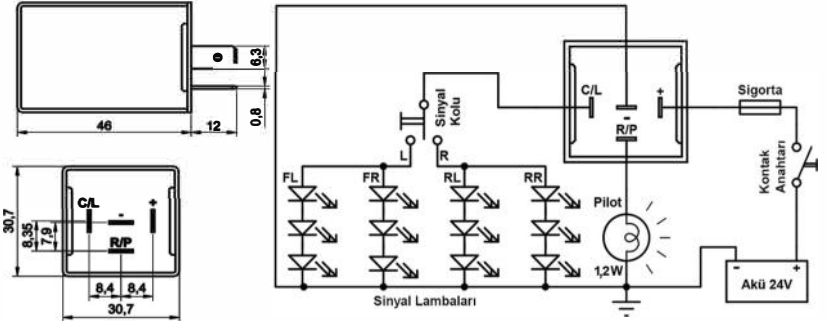 46
12
6,3
0,8
30,7
8,35
7,9
C/L
-
+
R/P
8,4
8,4
30,7
C/L
-
+
R/P
Sinyal
Kolu
L
R
FL
FR
RL
RR
Sinyal Lambaları
Pilot
1,2W
Sigorta
Kontak
Anahtarı
- +
Akü 24V